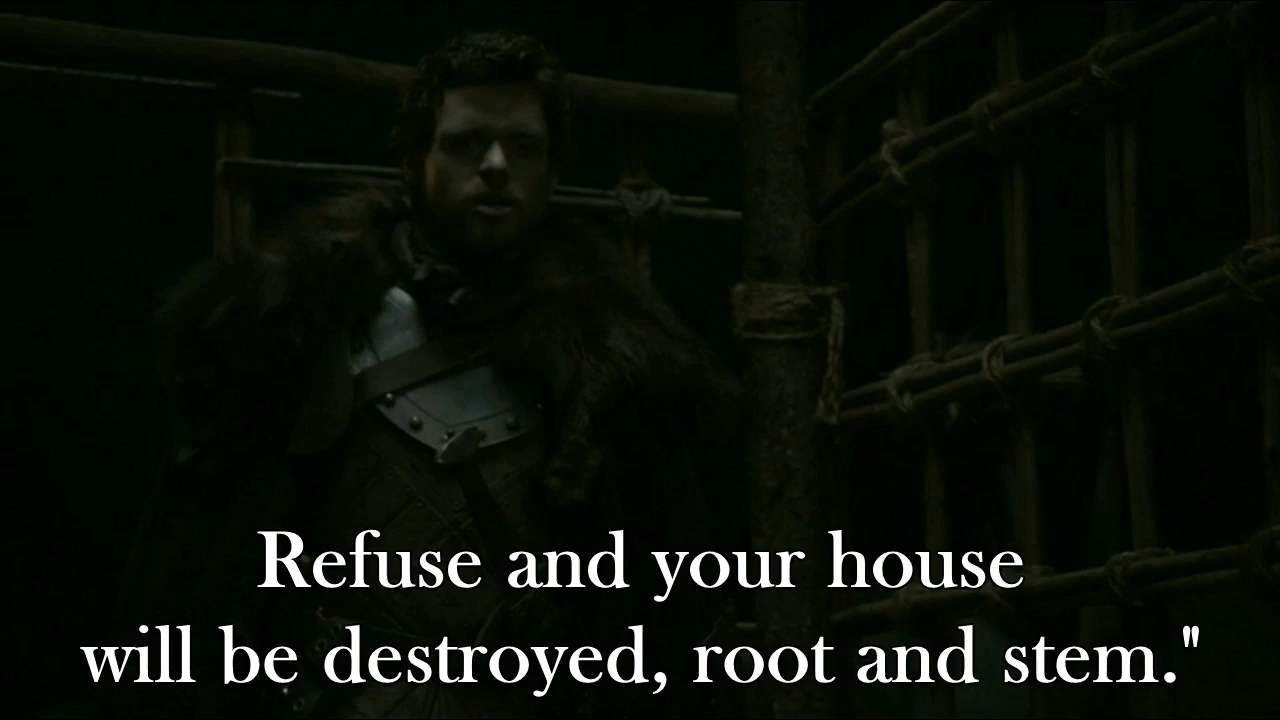 Refuse and your house
will be destroyed, root and stem."